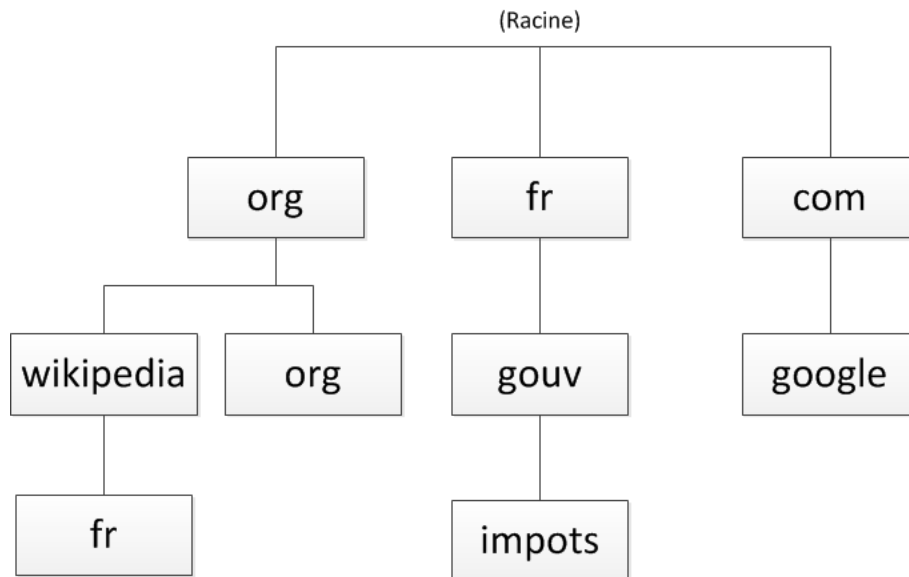 (Racine)
org
fr
com
wikipedia
org
gouv
google
fr
impots